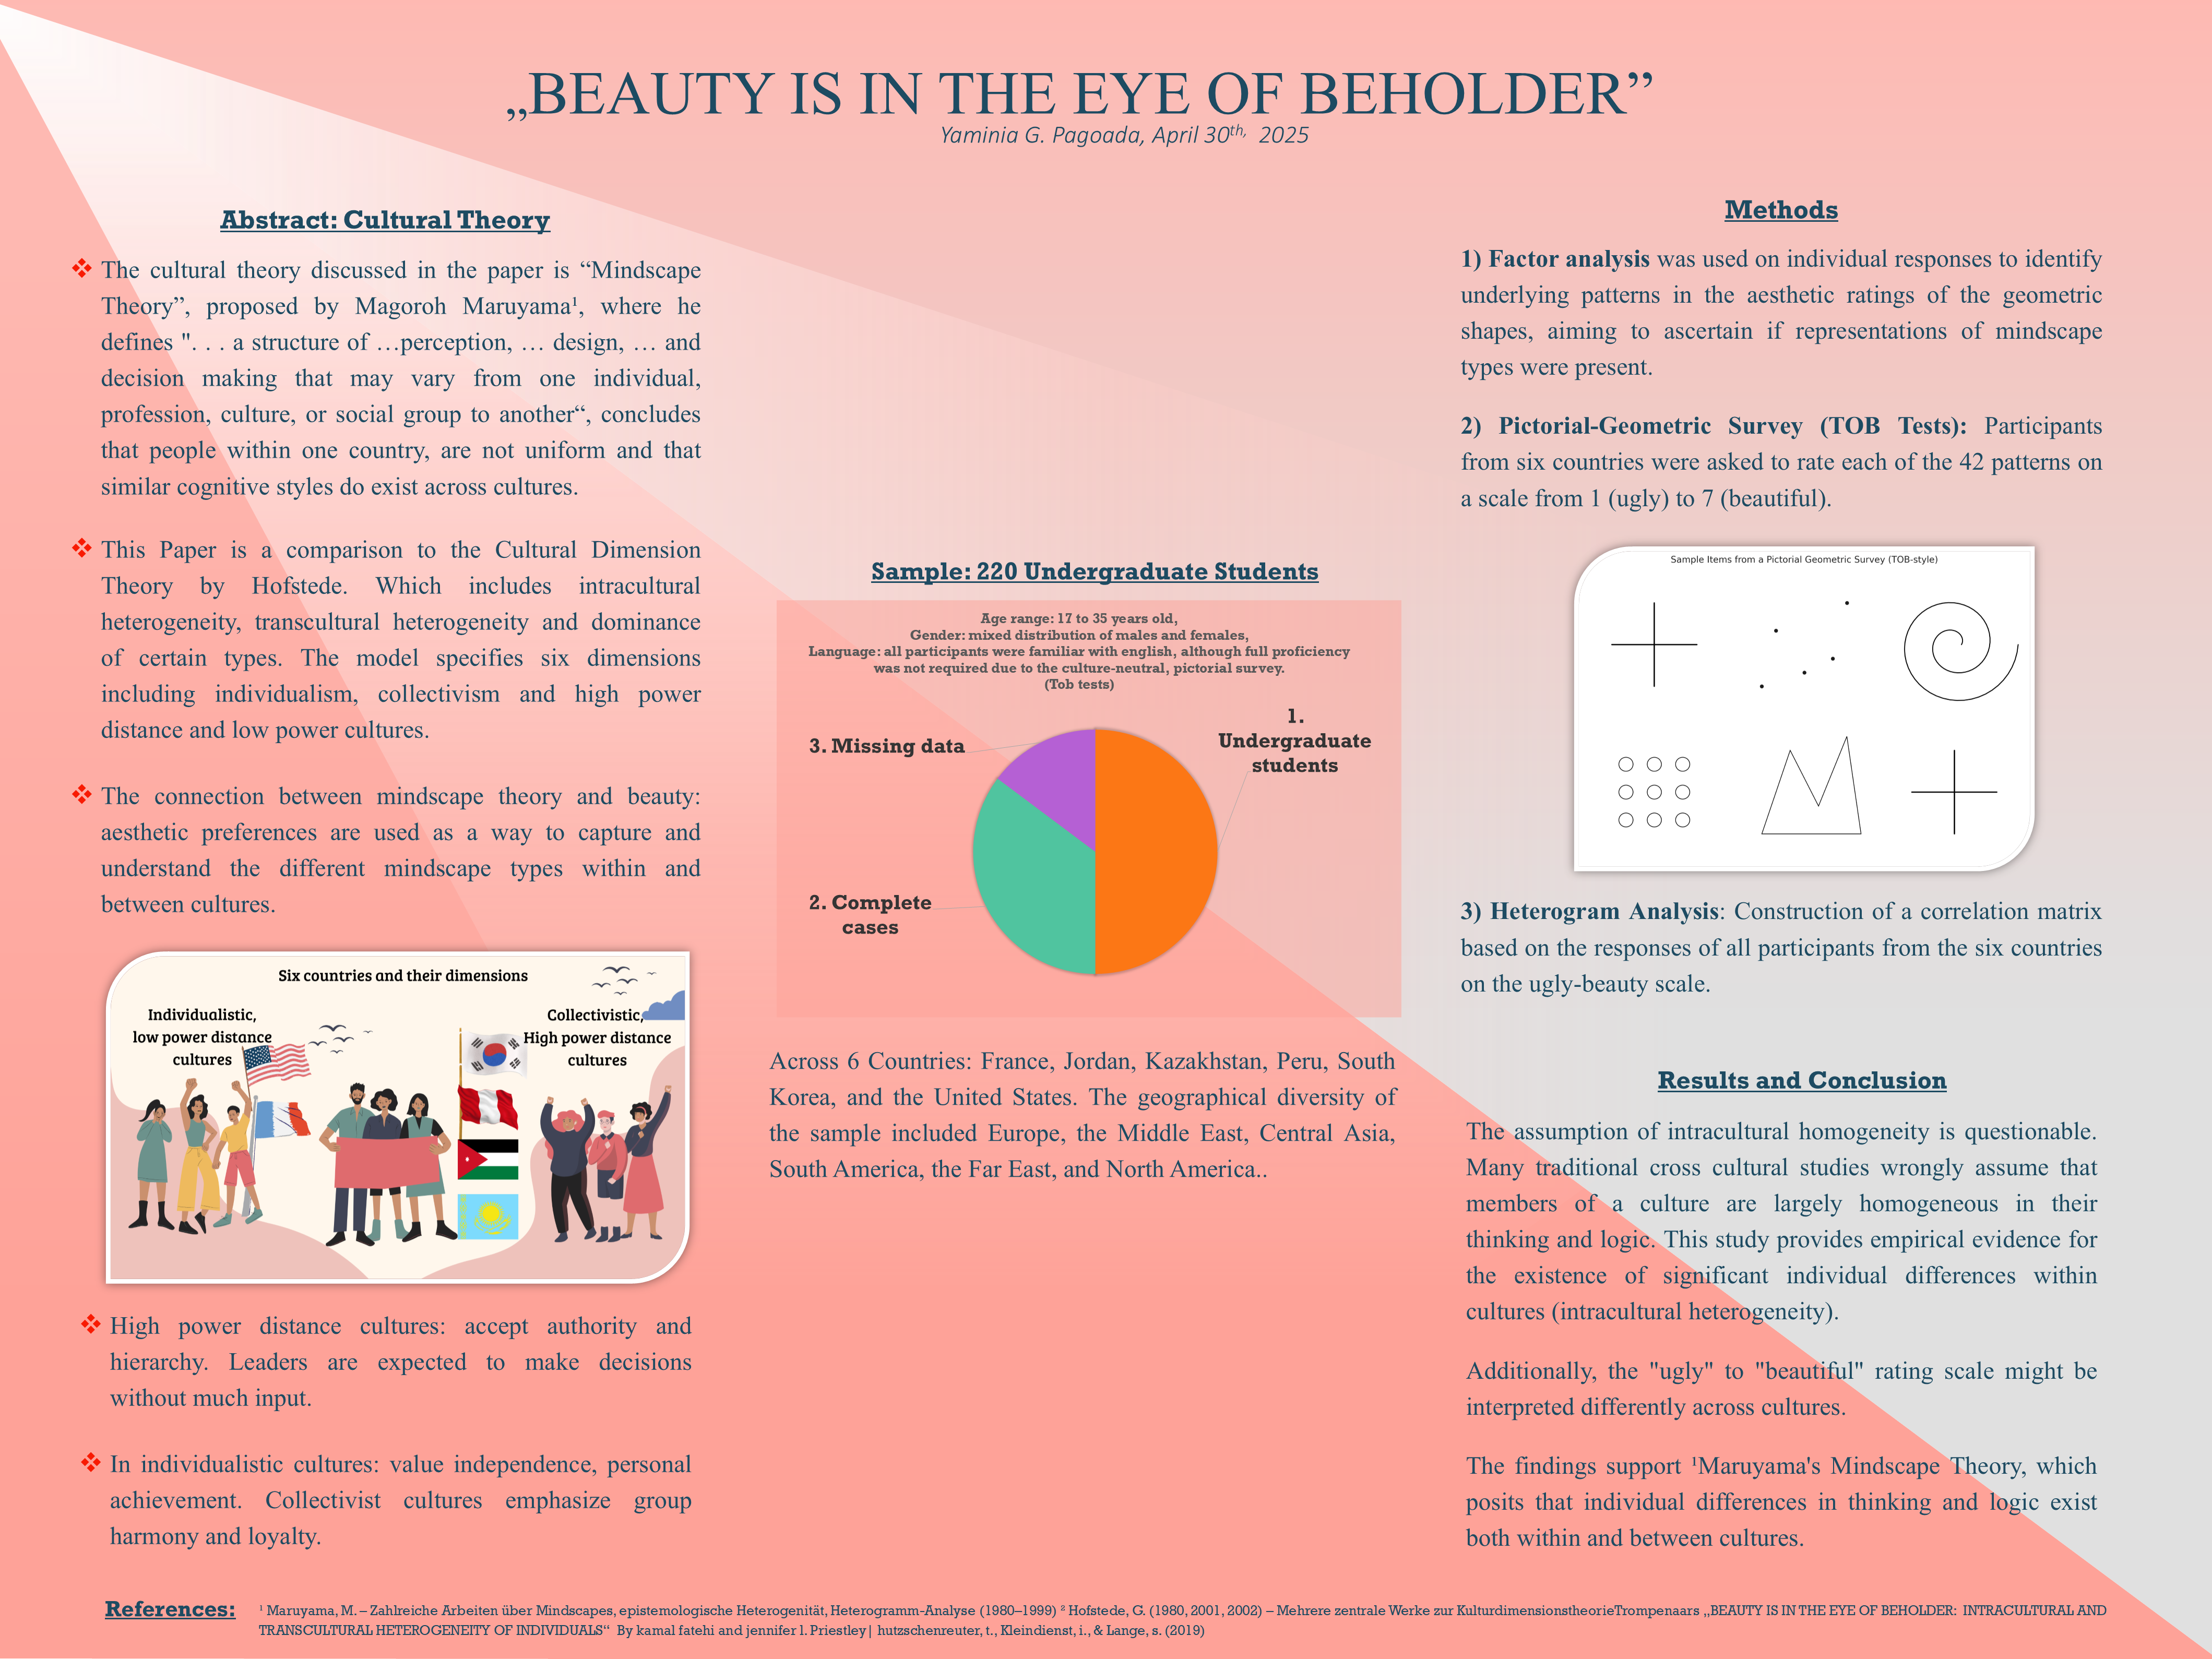 „BEAUTY IS IN THE EYE OF BEHOLDER”
Yaminia G. Pagoada, April 30th, 2025
Abstract: Cultural Theory
❖ The cultural theory discussed in the paper is “Mindscape
Theory”, proposed by Magoroh Maruyama¹, where he
defines ". . . a structure of …perception, … design, … and
decision making that may vary from one individual,
profession, culture, or social group to another“, concludes
that people within one country, are not uniform and that
similar cognitive styles do exist across cultures.
❖ This Paper is a comparison to the Cultural Dimension
Theory by Hofstede. Which includes intracultural
heterogeneity, transcultural heterogeneity and dominance
of certain types. The model specifies six dimensions
including individualism, collectivism and high power
distance and low power cultures.
❖ The connection between mindscape theory and beauty:
aesthetic preferences are used as a way to capture and
understand the different mindscape types within and
between cultures.
Six countries and their dimensions
Individualistic,
low power distance
cultures
Collectivistic,
High power distance
cultures
❖ High power distance cultures: accept authority and
hierarchy. Leaders are expected to make decisions
without much input.
❖ In individualistic cultures: value independence, personal
achievement. Collectivist cultures emphasize group
harmony and loyalty.
Sample: 220 Undergraduate Students
Age range: 17 to 35 years old,
Gender: mixed distribution of males and females,
Language: all participants were familiar with english, although full proficiency
was not required due to the culture-neutral, pictorial survey.
(Tob tests)
1.
Undergraduate
students
3. Missing data
2. Complete
cases
Across 6 Countries: France, Jordan, Kazakhstan, Peru, South
Korea, and the United States. The geographical diversity of
the sample included Europe, the Middle East, Central Asia,
South America, the Far East, and North America..
Methods
1) Factor analysis was used on individual responses to identify
underlying patterns in the aesthetic ratings of the geometric
shapes, aiming to ascertain if representations of mindscape
types were present.
2) Pictorial-Geometric Survey (TOB Tests): Participants
from six countries were asked to rate each of the 42 patterns on
a scale from 1 (ugly) to 7 (beautiful).
Sample Items from a Pictorial Geometric Survey (TOB-style)
3) Heterogram Analysis: Construction of a correlation matrix
based on the responses of all participants from the six countries
on the ugly-beauty scale.
Results and Conclusion
The assumption of intracultural homogeneity is questionable.
Many traditional cross cultural studies wrongly assume that
members of a culture are largely homogeneous in their
thinking and logic. This study provides empirical evidence for
the existence of significant individual differences within
cultures (intracultural heterogeneity).
Additionally, the "ugly" to "beautiful" rating scale might be
interpreted differently across cultures.
The findings support ¹Maruyama's Mindscape Theory, which
posits that individual differences in thinking and logic exist
both within and between cultures.
References:
¹ Maruyama, M. – Zahlreiche Arbeiten über Mindscapes, epistemologische Heterogenität, Heterogramm-Analyse (1980–1999) ² Hofstede, G. (1980, 2001, 2002) – Mehrere zentrale Werke zur KulturdimensionstheorieTrompenaars „BEAUTY IS IN THE EYE OF BEHOLDER: INTRACULTURAL AND
TRANSCULTURAL HETEROGENEITY OF INDIVIDUALS“ By kamal fatehi and jennifer l. Priestley| hutzschenreuter, t., Kleindienst, i., & Lange, s. (2019)